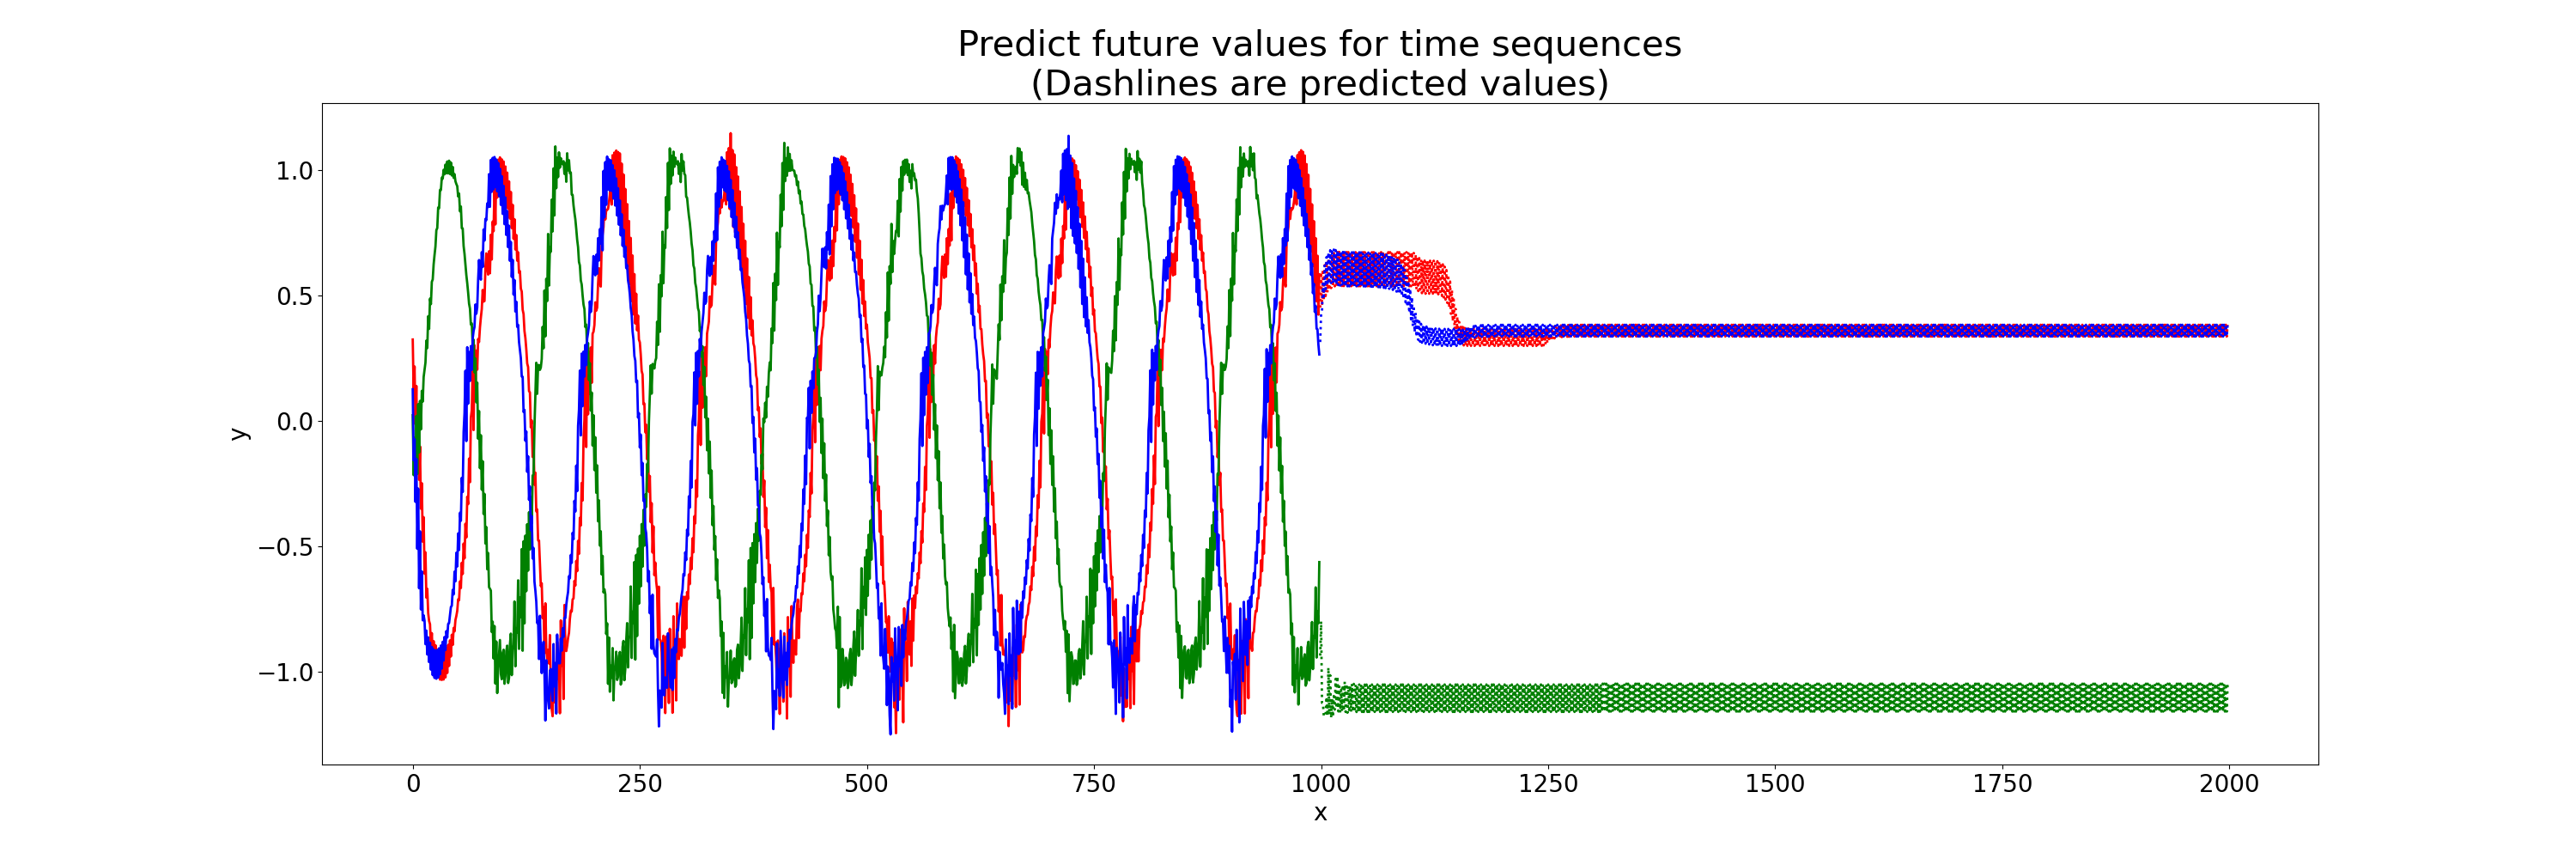 Predict future values for time sequences
(Dashlines are predicted values)
1.0
0.5
0.0
−0.5
−1.0
y
0 250 500 750 1000 1250 1500 1750 2000
x